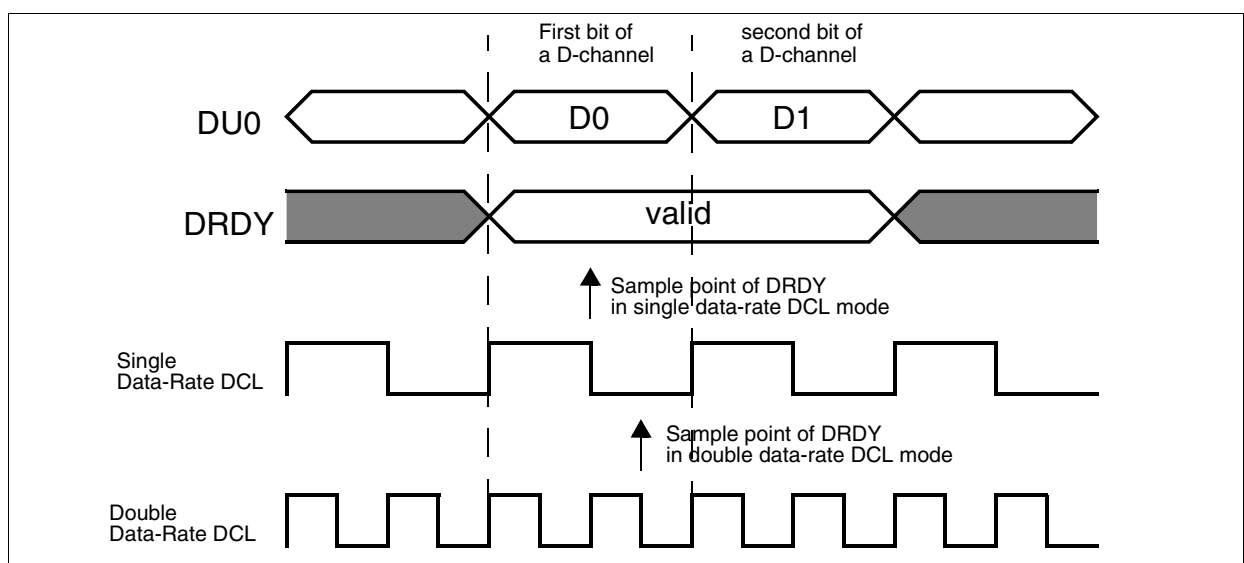 First bit of
a D-channel
second bit of
a D-channel
DU0
D0
D1
DRDY
valid
Sample point of DRDY
in single data-rate DCL mode
Single
Data-Rate DCL
Sample point of DRDY
in double data-rate DCL mode
Double
Data-Rate DCL